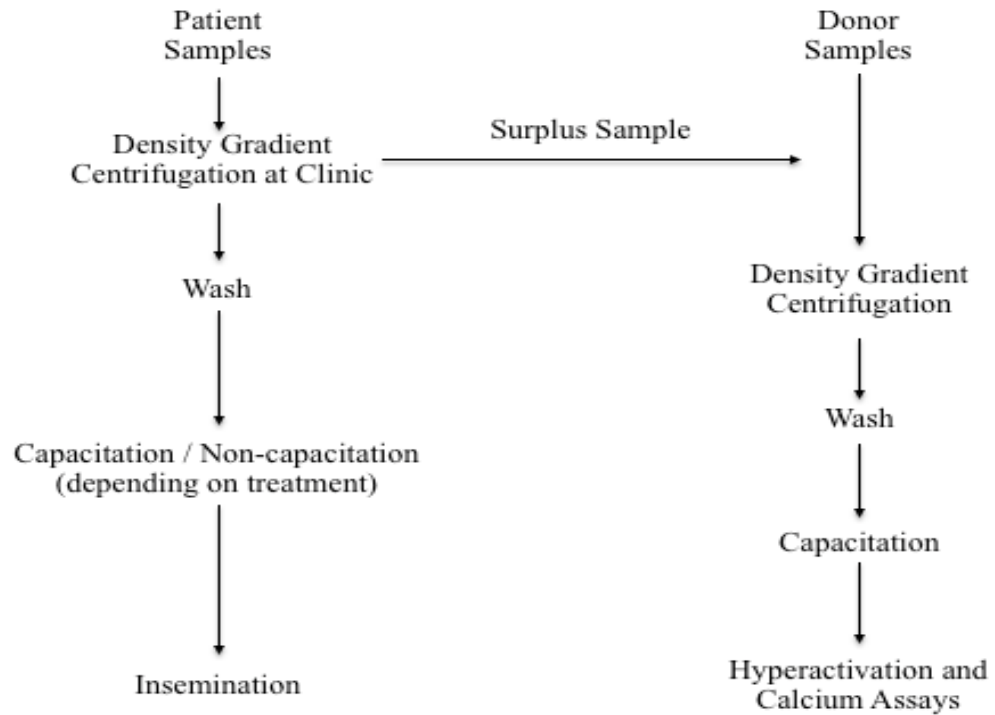 Patient
Samples
Density Gradient
Centrifugation at Clinic
Wash
Capacitation / Non-capacitation
(depending on treatment)
Insemination
Surplus Sample
Donor
Samples
Density Gradient
Centrifugation
Wash
Capacitation
Hyperactivation and
Calcium Assays